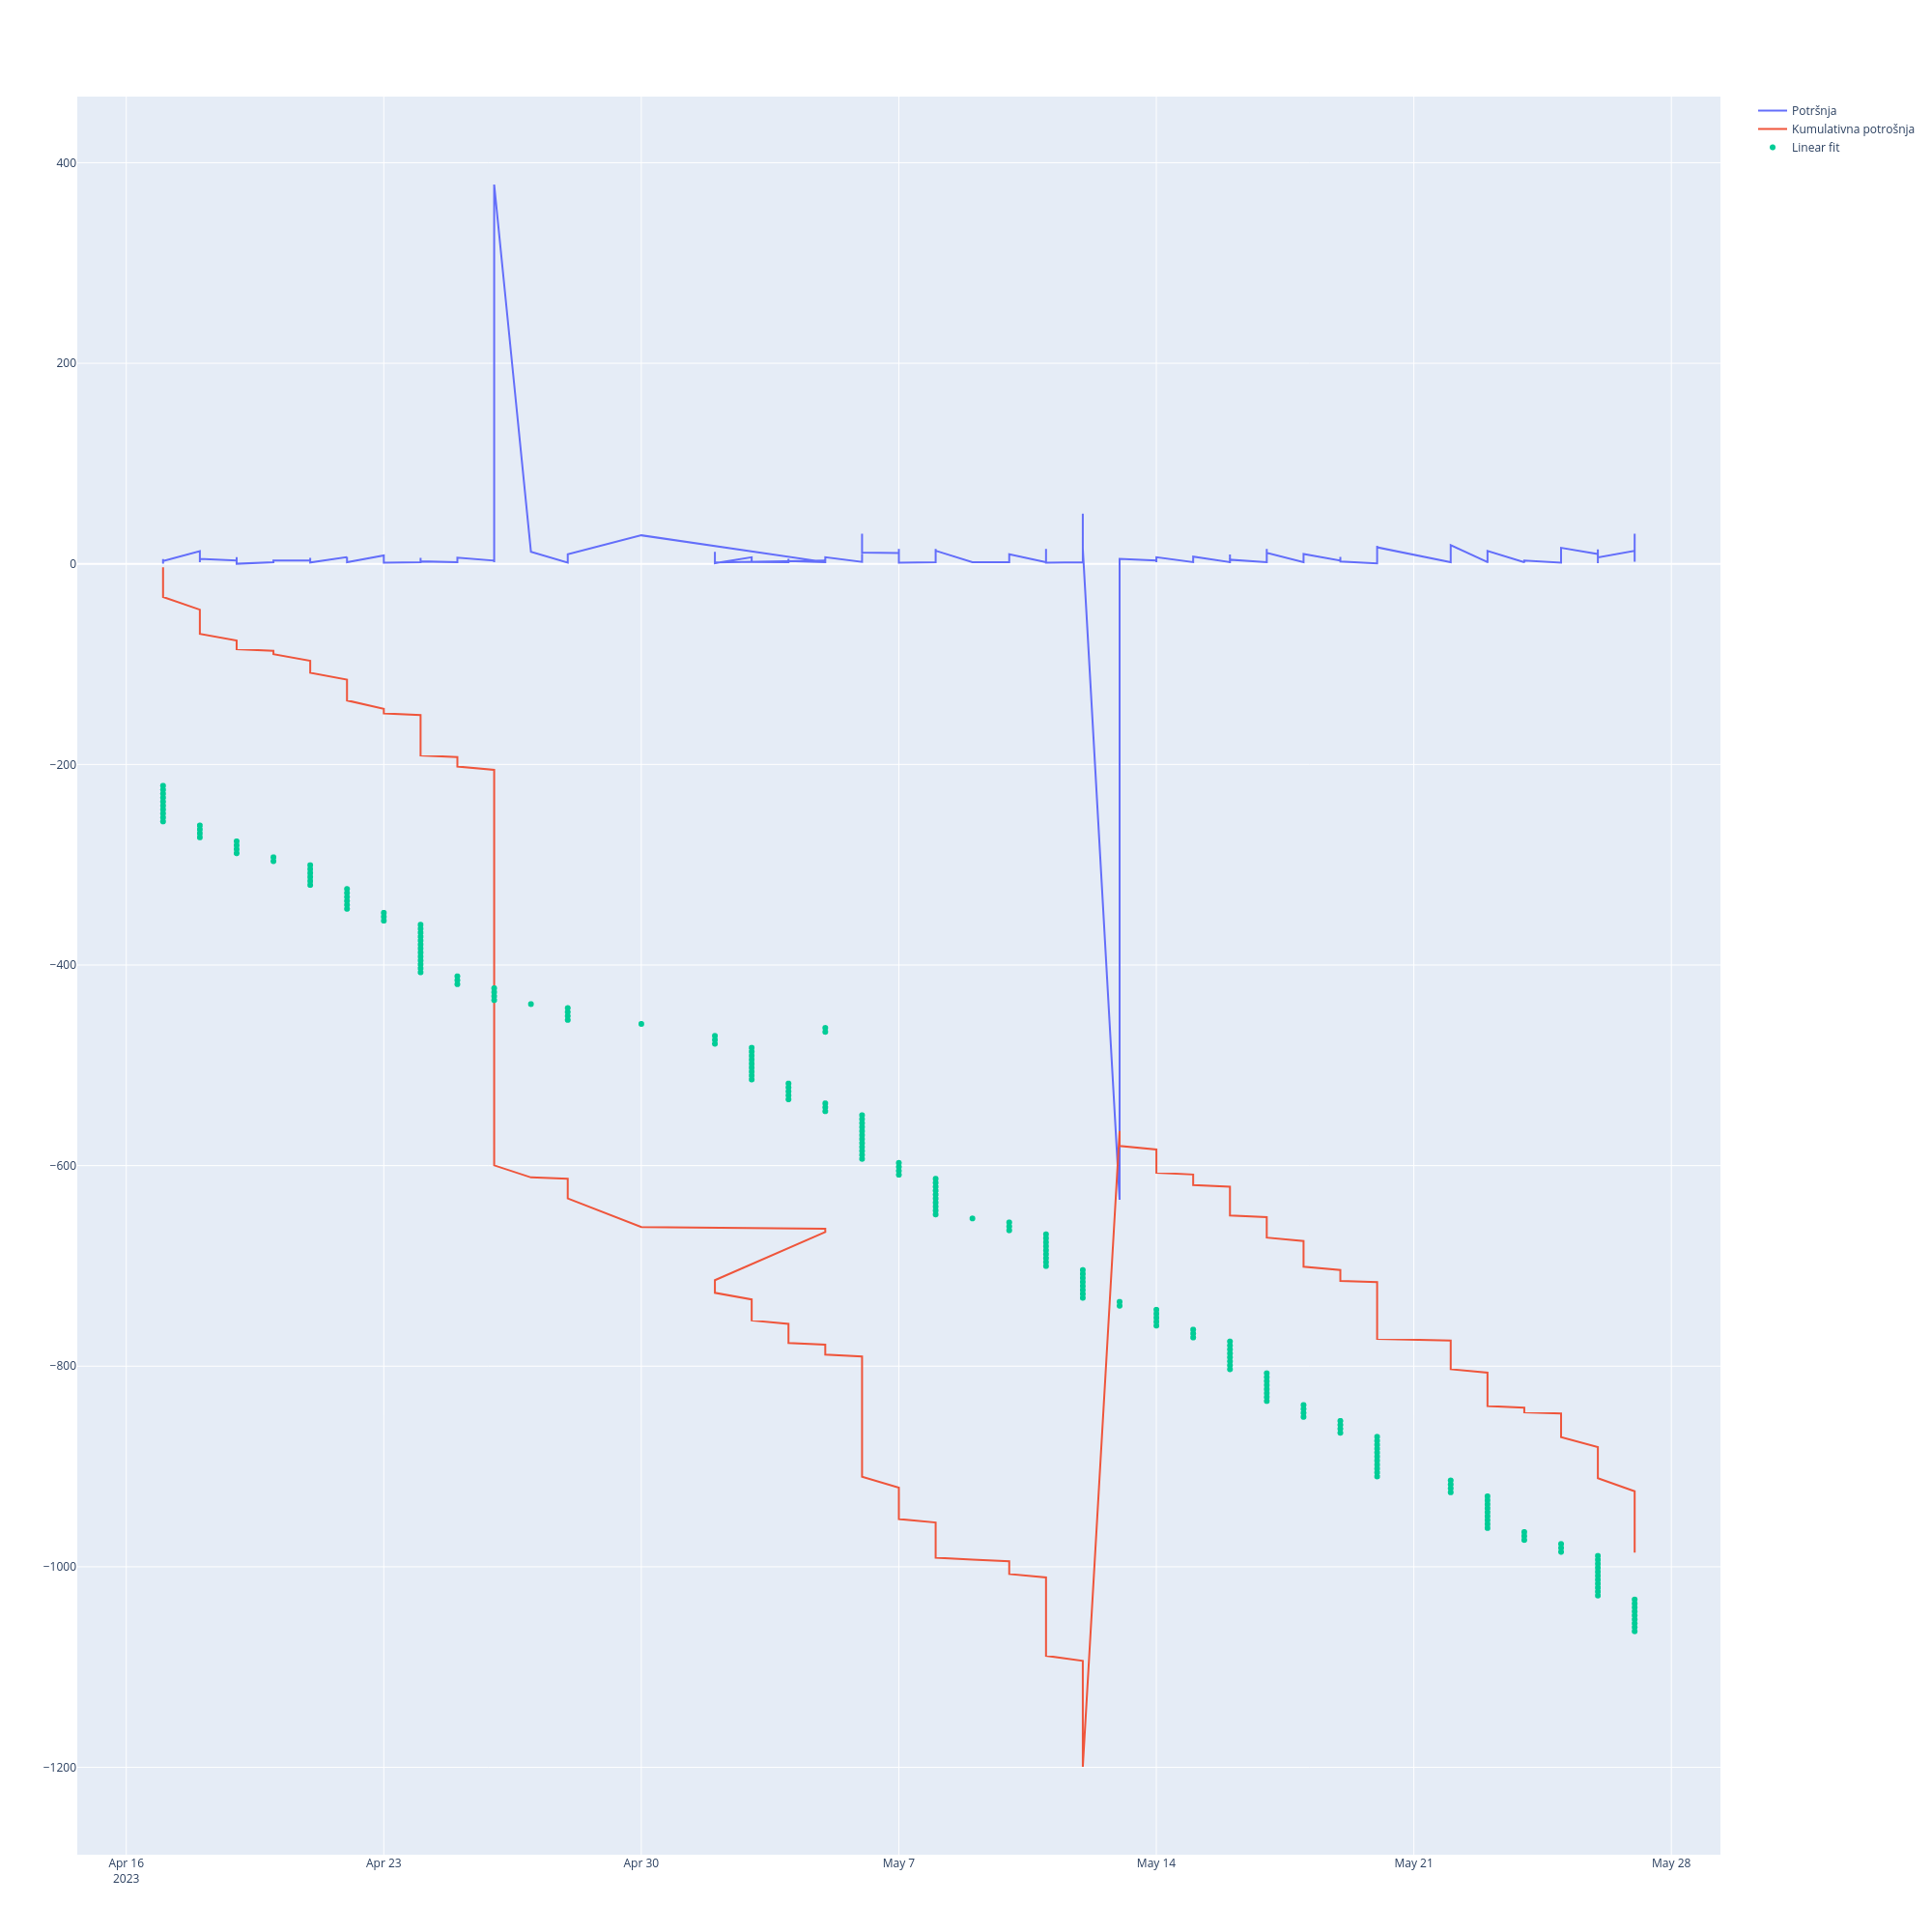 Potršnja
Kumulativna potrošnja
Linear fit
400
200
0
−200
−400
−600
−800
−1000
−1200
Apr 16
2023
Apr 23
Apr 30
May 7
May 14
May 21
May 28